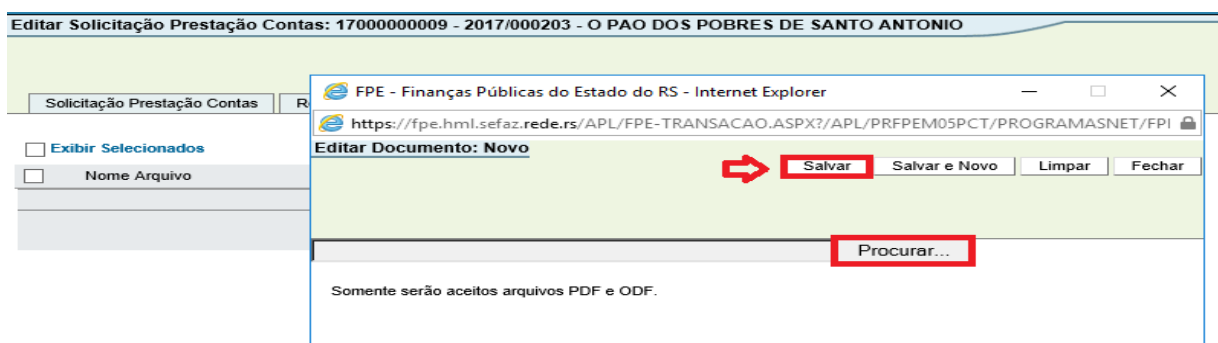 Editar Solicitação Prestação Contas: 17000000009 - 2017/000203 - O PAO DOS POBRES DE SANTO ANTONIO
Solicitação Prestação Contas
FPE - Finanças Públicas do Estado do RS - Internet Explorer
https://fpe.hml.sefaz.rede.rs/APL/FPE-TRANSACAO.ASPX?/APL/PRFPEM05PCT/PROGRAMASNET/FPI
Exibir Selecionados
Nome Arquivo
Editar Documento: Novo
Salvar Salvar e Novo Limpar Fechar
Procurar...
Somente serão aceitos arquivos PDF e ODF.